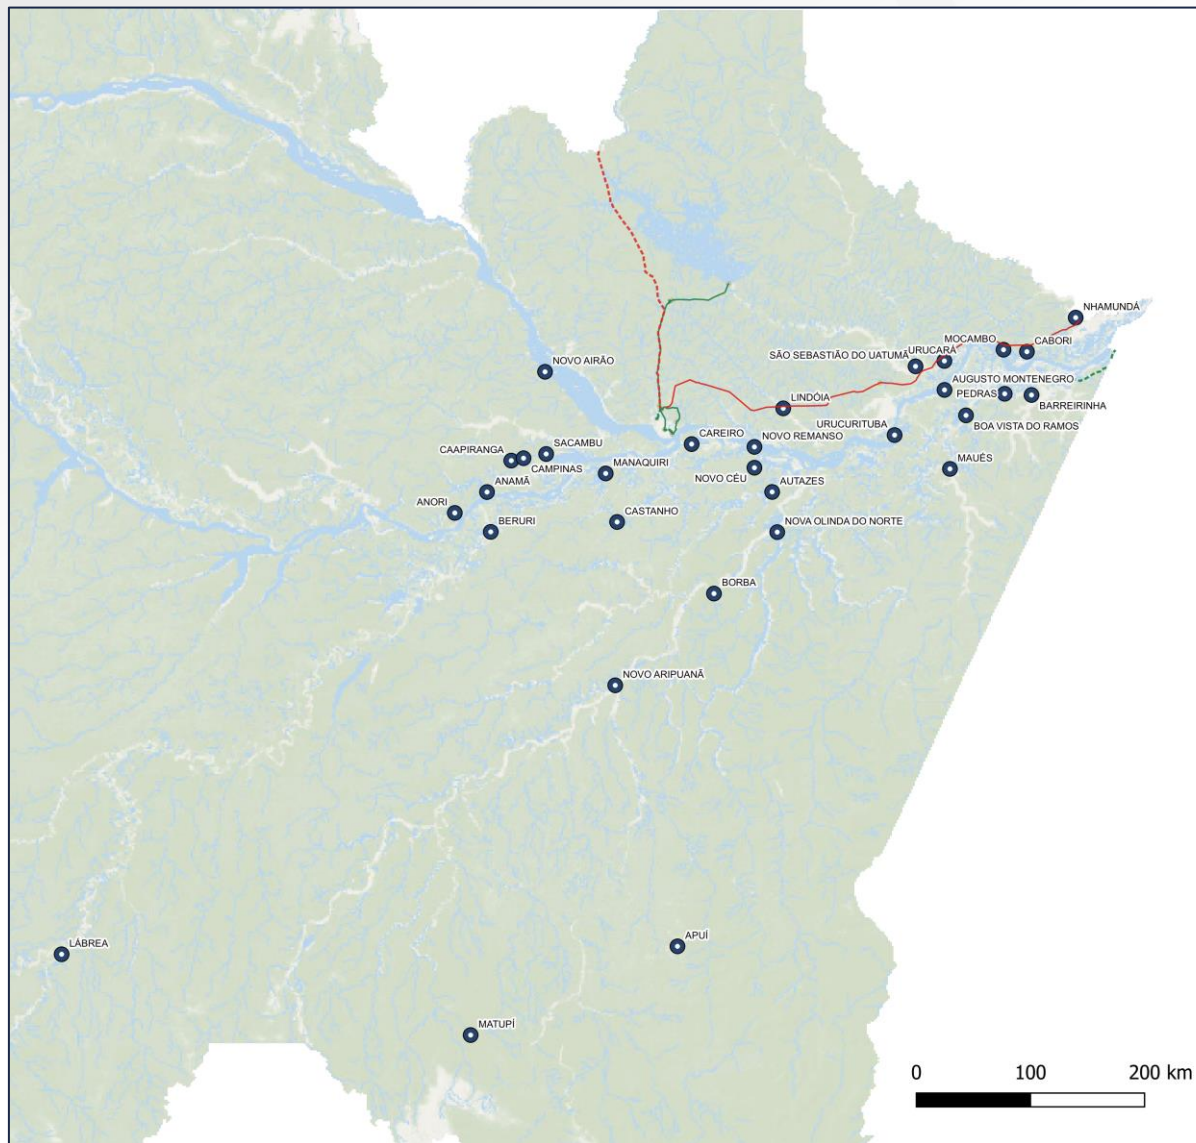 NHAMUNDÁ
MOCAMBO
CABORI
URUCARÁ
SÃO SEBASTIÃO DO UATUMÃ
NOVO AIRÃO
AUGUSTO MONTENEGRO
PEDRAS
LINDÓIA
BARREIRINHA
BOA VISTA DO RAMOS
URUCURITUBA
CAREIRO
NOVO REMANSO
SACAMBU
CAAPIRANGA
CAMPINAS
MAUÉS
MANAQUIRI
NOVO CÉU
ANAMÃ
AUTAZES
ANORI
CASTANHO
BERURI
NOVA OLINDA DO NORTE
BORBA
NOVO ARIPUANÃ
APUÍ
LÁBREA
MATUPÍ
0 100 200 km